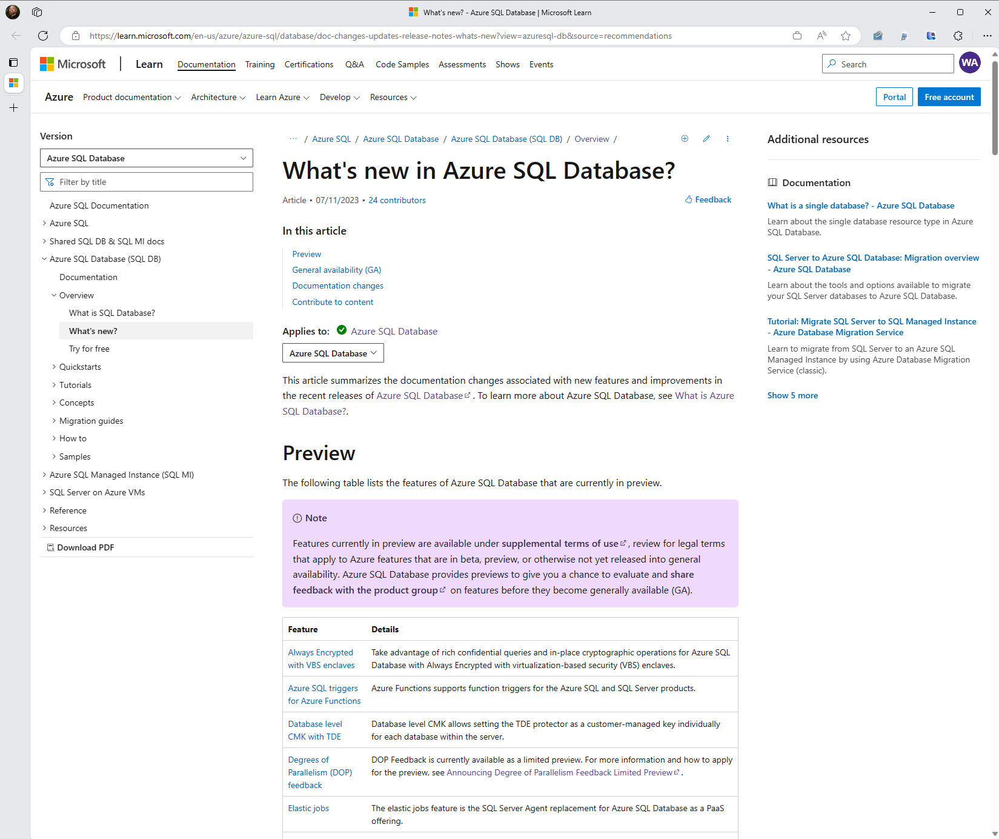 What's new? - Azure SQL Database | Microsoft Learn
https://learn.microsoft.com/en-us/azure/azure-sql/database/doc-changes-updates-release-notes-whats-new?view=azuresql-db&source=recommendations
Microsoft | Learn Documentation Training Certifications Q&A Code Samples Assessments Shows Events Search WA
Azure Product documentation Architecture Learn Azure Develop Resources Portal Free account
Version
Azure SQL Database
Filter by title
Azure SQL Documentation
Azure SQL
Shared SQL DB & SQL MI docs
Azure SQL Database (SQL DB)
Documentation
Overview
What is SQL Database?
What's new?
Try for free
Quickstarts
Tutorials
Concepts
Migration guides
How to
Samples
Azure SQL Managed Instance (SQL MI)
SQL Server on Azure VMs
Reference
Resources
Download PDF
... / Azure SQL / Azure SQL Database / Azure SQL Database (SQL DB) / Overview /
What's new in Azure SQL Database?
Article • 07/11/2023 • 24 contributors
Feedback
In this article
Preview
General availability (GA)
Documentation changes
Contribute to content
Applies to: Azure SQL Database
Azure SQL Database
This article summarizes the documentation changes associated with new features and improvements in
the recent releases of Azure SQL Database. To learn more about Azure SQL Database, see What is Azure
SQL Database?.
Preview
The following table lists the features of Azure SQL Database that are currently in preview.
Note
Features currently in preview are available under supplemental terms of use, review for legal terms
that apply to Azure features that are in beta, preview, or otherwise not yet released into general
availability. Azure SQL Database provides previews to give you a chance to evaluate and share
feedback with the product group on features before they become generally available (GA).
Feature Details
Always Encrypted
with VBS enclaves
Take advantage of rich confidential queries and in-place cryptographic operations for Azure SQL
Database with Always Encrypted with virtualization-based security (VBS) enclaves.
Azure SQL triggers
for Azure Functions
Azure Functions supports function triggers for the Azure SQL and SQL Server products.
Database level
CMK with TDE
Database level CMK allows setting the TDE protector as a customer-managed key individually
for each database within the server.
Degrees of
Parallelism (DOP)
feedback
DOP Feedback is currently available as a limited preview. For more information and how to apply
for the preview, see Announcing Degree of Parallelism Feedback Limited Preview.
Elastic jobs
The elastic jobs feature is the SQL Server Agent replacement for Azure SQL Database as a PaaS
offering.
Additional resources
Documentation
What is a single database? - Azure SQL Database
Learn about the single database resource type in Azure
SQL Database.
SQL Server to Azure SQL Database: Migration overview
- Azure SQL Database
Learn about the tools and options available to migrate
your SQL Server databases to Azure SQL Database.
Tutorial: Migrate SQL Server to SQL Managed Instance
- Azure Database Migration Service
Learn to migrate from SQL Server to an Azure SQL
Managed Instance by using Azure Database Migration
Service (classic).
Show 5 more